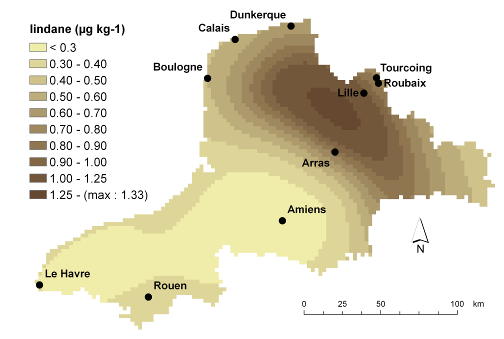 lindane (µg kg-1)
< 0.3
0.30 - 0.40
0.40 - 0.50
0.50 - 0.60
0.60 - 0.70
0.70 - 0.80
0.80 - 0.90
0.90 - 1.00
1.00 - 1.25
1.25 - (max : 1.33)
Dunkerque
Calais
Boulogne
Tourcoing
Roubaix
Lille
Arras
Amiens
Le Havre
Rouen
N
0 25 50 100 km